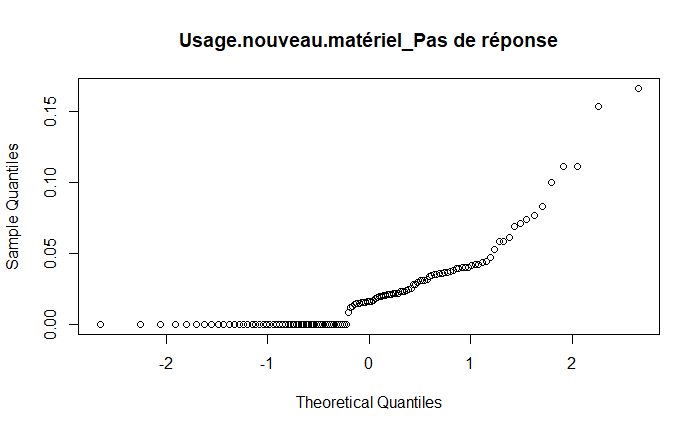 Usage.nouveau.matériel_Pas de réponse
Sample Quantiles
0.15
0.10
0.05
0.00
-2 -1 0 1 2
Theoretical Quantiles